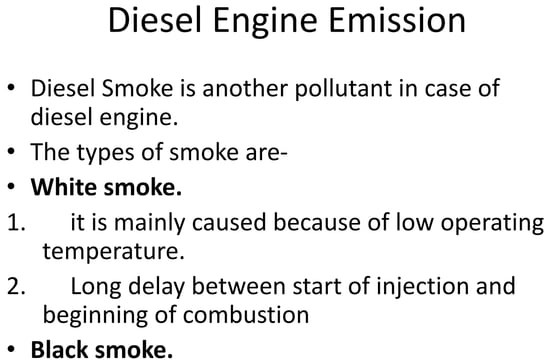 Diesel Engine Emission
• Diesel Smoke is another pollutant in case of
diesel engine.
• The types of smoke are-
• White smoke.
1. it is mainly caused because of low operating
temperature.
2. Long delay between start of injection and
beginning of combustion
• Black smoke.